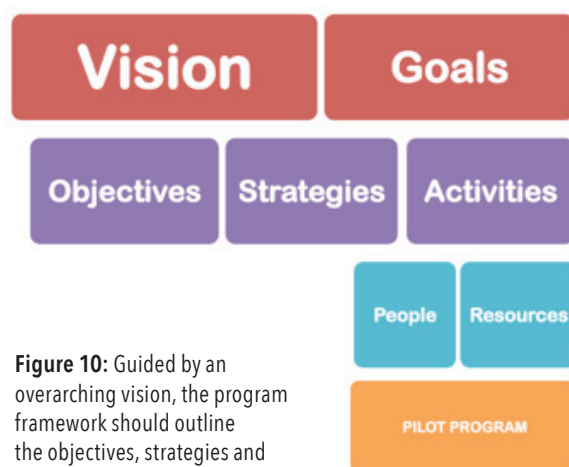 Vision
Goals
Objectives
Strategies
Activities
People
Resources
PILOT PROGRAM
Figure 10: Guided by an
overarching vision, the program
framework should outline
the objectives, strategies and